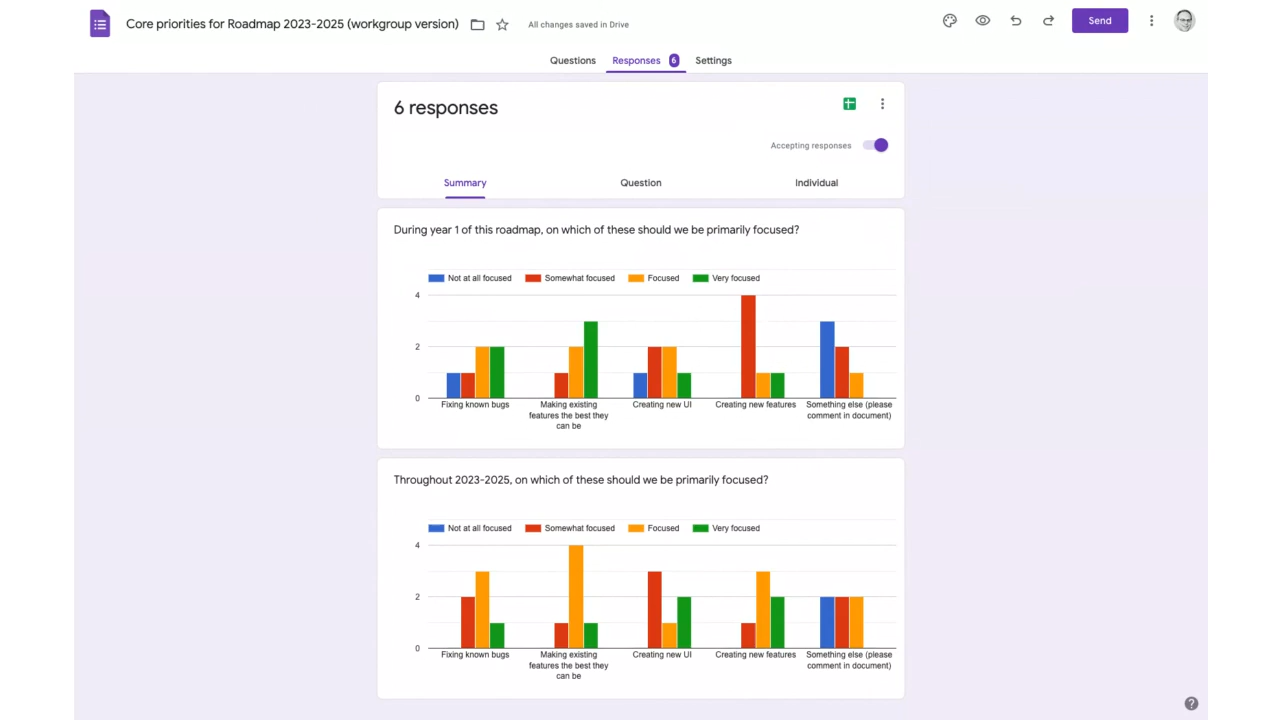 Core priorities for Roadmap 2023-2025 (workgroup version)
All changes saved in Drive
Send
Questions
Responses 6
Settings
6 responses
Accepting responses
Summary
Question
Individual
During year 1 of this roadmap, on which of these should we be primarily focused?
Not at all focused
Somewhat focused
Focused
Very focused
4
2
0
Fixing known bugs
Making existing
features the best they
can be
Creating new UI
Creating new features
Something else (please
comment in document)
Throughout 2023-2025, on which of these should we be primarily focused?
Not at all focused
Somewhat focused
Focused
Very focused
4
2
0
Fixing known bugs
Making existing
features the best they
can be
Creating new UI
Creating new features
Something else (please
comment in document)